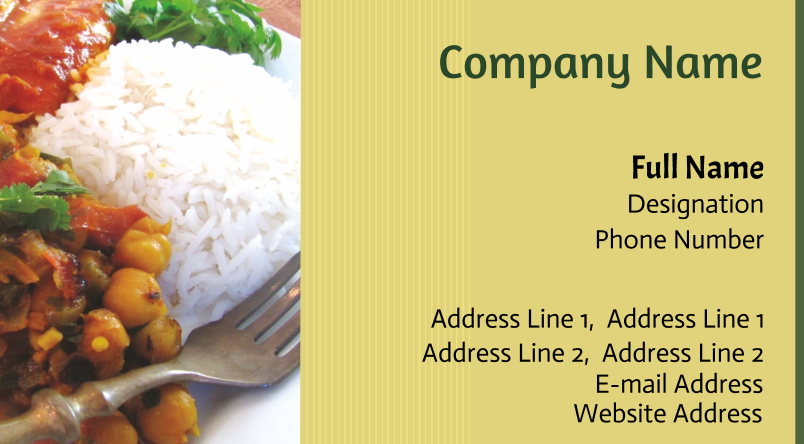 Company Name
Full Name
Designation
Phone Number
Address Line 1,  Address Line 1
Address Line 2,  Address Line 2
E-mail Address
Website Address